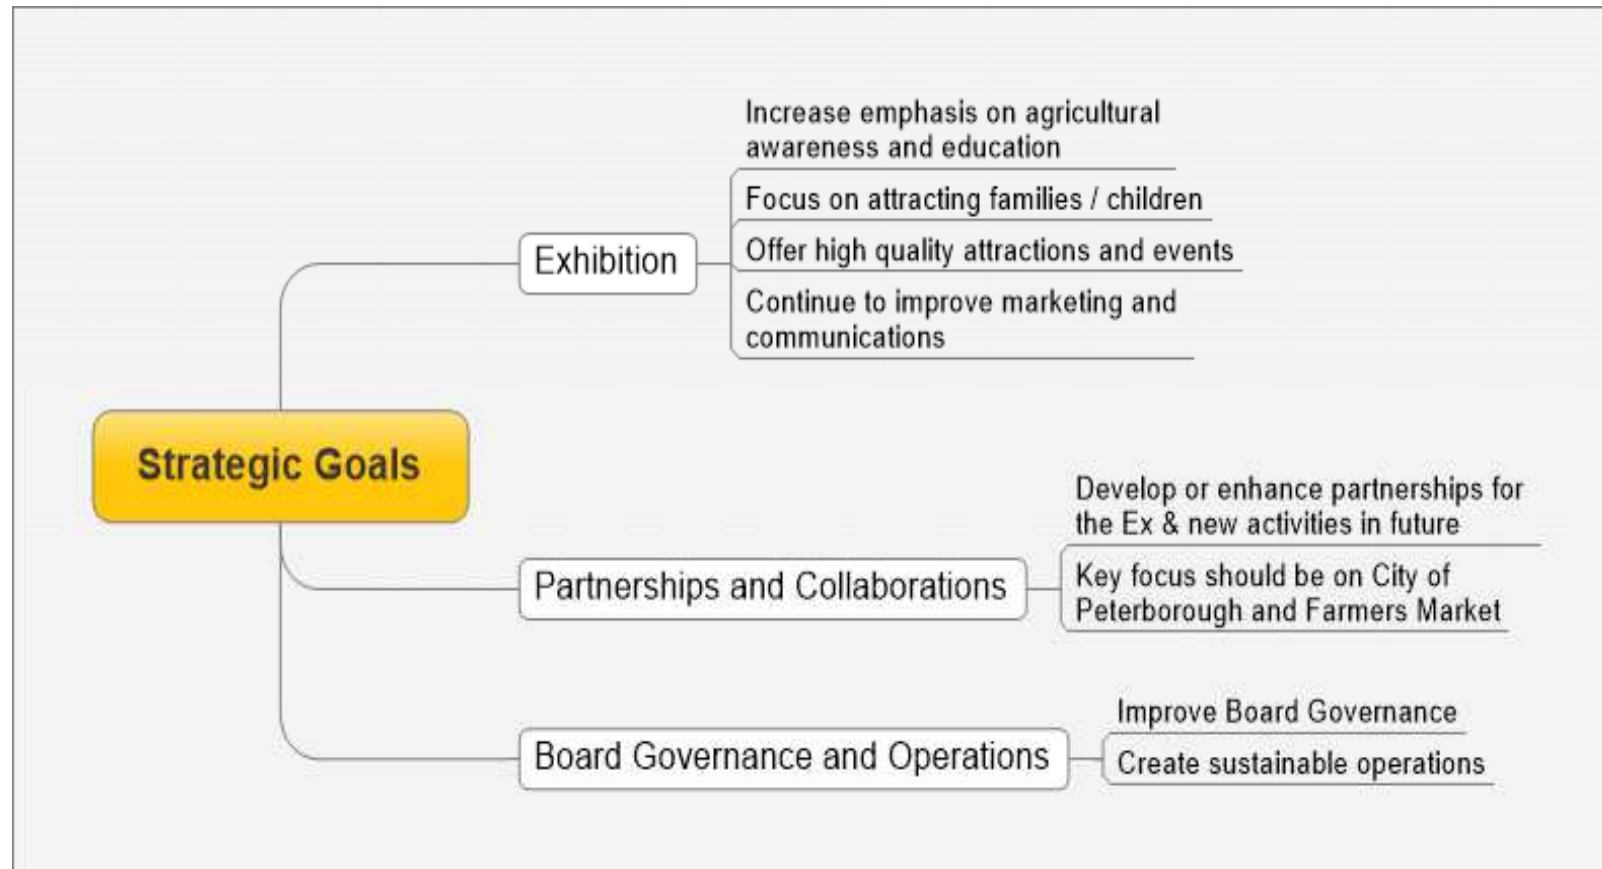 Strategic Goals
Exhibition
Increase emphasis on agricultural
awareness and education
Focus on attracting families / children
Offer high quality attractions and events
Continue to improve marketing and
communications
Partnerships and Collaborations
Develop or enhance partnerships for
the Ex & new activities in future
Key focus should be on City of
Peterborough and Farmers Market
Board Governance and Operations
Improve Board Governance
Create sustainable operations